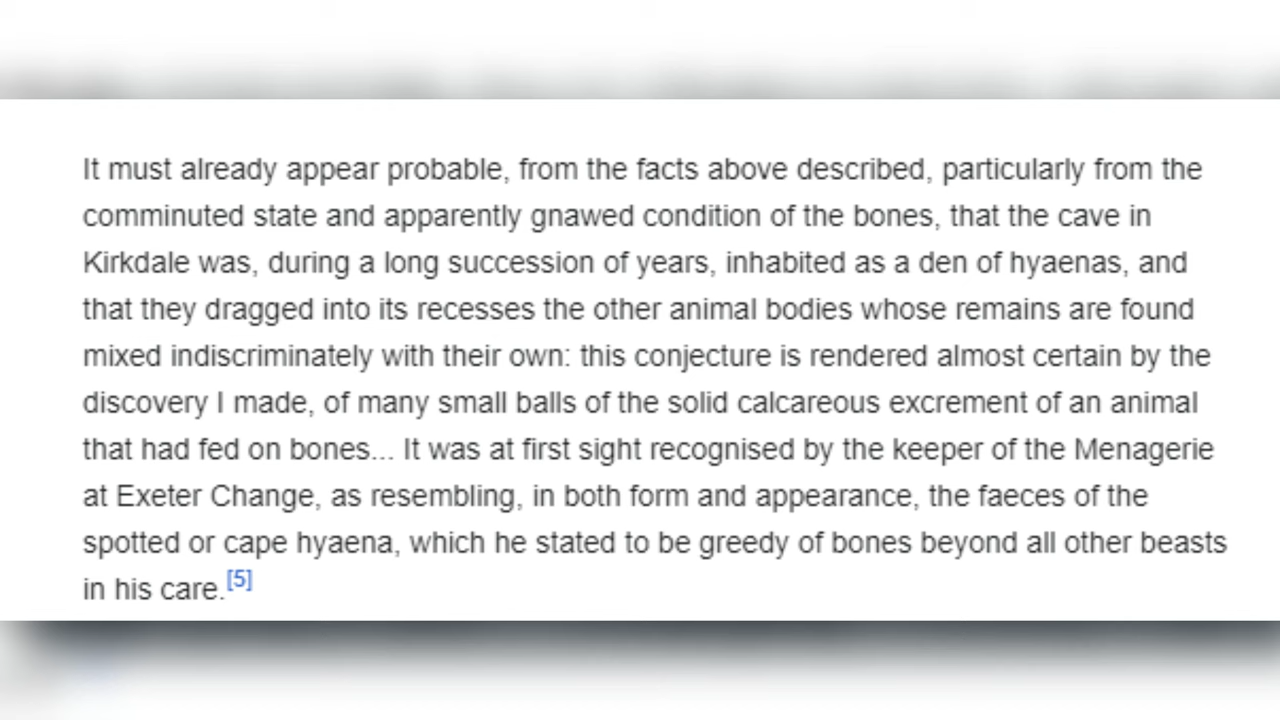 It must already appear probable, from the facts above described, particularly from the
comminuted state and apparently gnawed condition of the bones, that the cave in
Kirkdale was, during a long succession of years, inhabited as a den of hyaenas, and
that they dragged into its recesses the other animal bodies whose remains are found
mixed indiscriminately with their own: this conjecture is rendered almost certain by the
discovery I made, of many small balls of the solid calcareous excrement of an animal
that had fed on bones... It was at first sight recognised by the keeper of the Menagerie
at Exeter Change, as resembling, in both form and appearance, the faeces of the
spotted or cape hyaena, which he stated to be greedy of bones beyond all other beasts
in his care.[5]